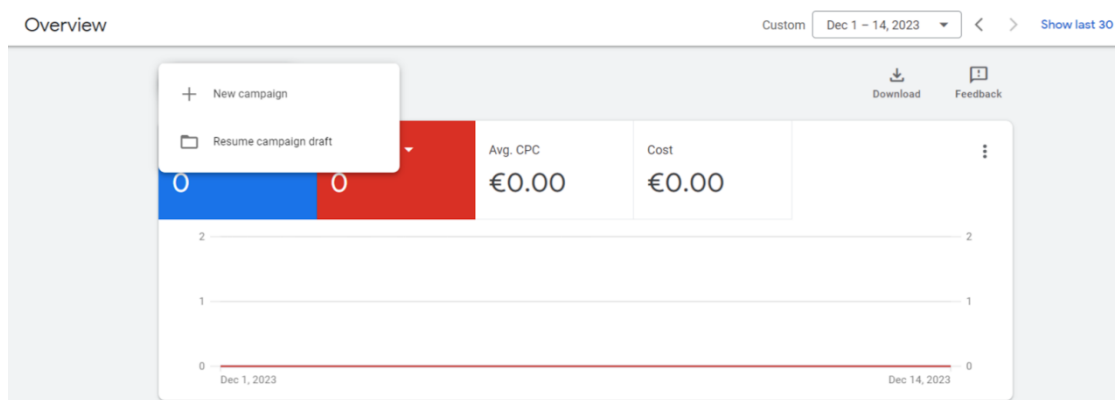 Overview
Custom
Dec 1 – 14, 2023
Show last 30
New campaign
Resume campaign draft
Download
Feedback
0
0
Avg. CPC
€0.00
Cost
€0.00
2
2
1
1
0
0
Dec 1, 2023
Dec 14, 2023